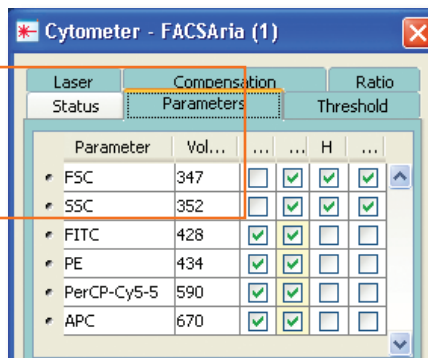 Cytometer - FACSAria (1)
Laser Compensation Ratio
Status Parameters Threshold
Parameter Vol... ... ... H ...
FSC 347
SSC 352
FITC 428
PE 434
PerCP-Cy5-5 590
APC 670